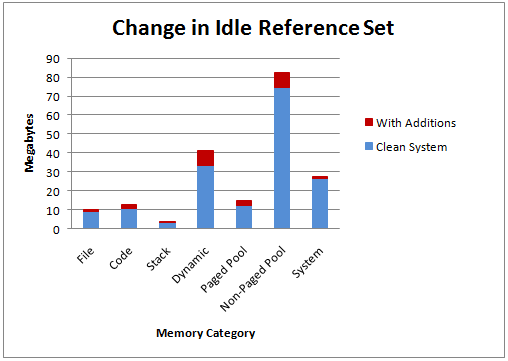 Change in Idle Reference Set
90
80
70
60
50
40
30
20
10
0
Megabytes
File
Code
Stack
Dynamic
Paged Pool
Non-Paged Pool
System
Memory Category
With Additions
Clean System